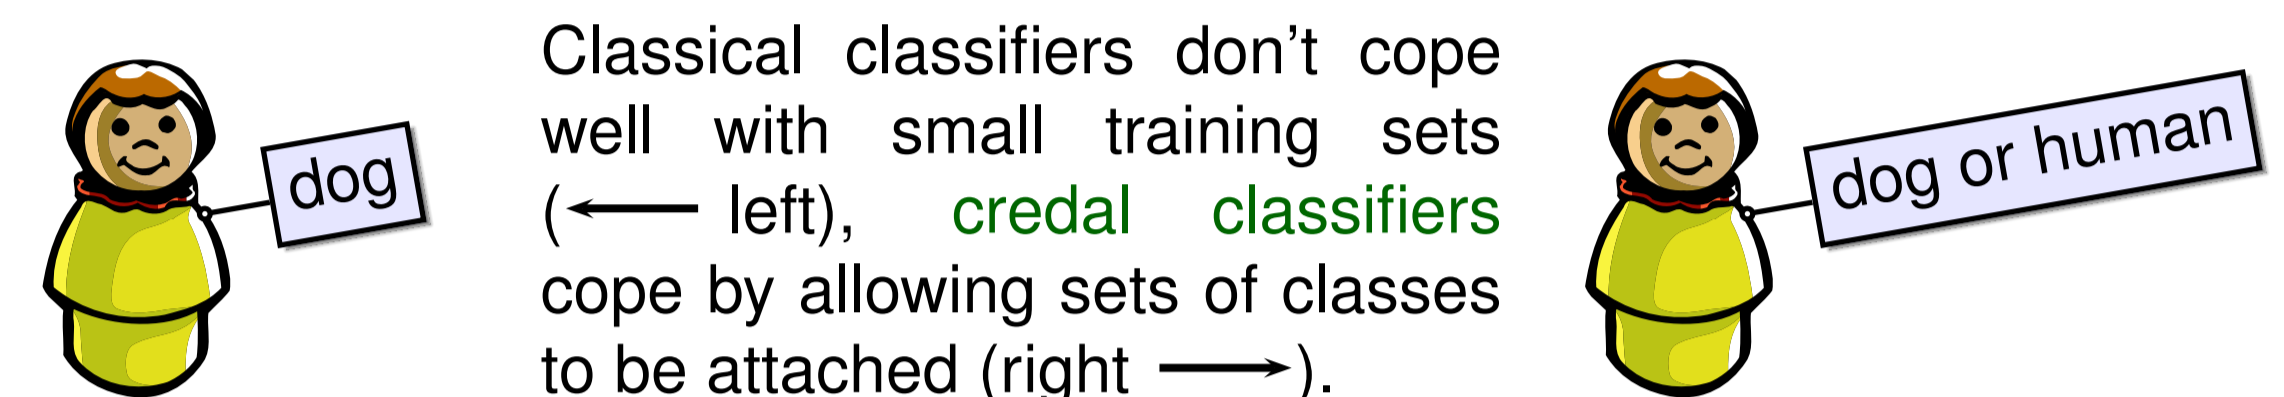 dog
Classical classifiers don't cope
well with small training sets
(⟵ left), credal classifiers
cope by allowing sets of classes
to be attached (right ⟶).
dog or human